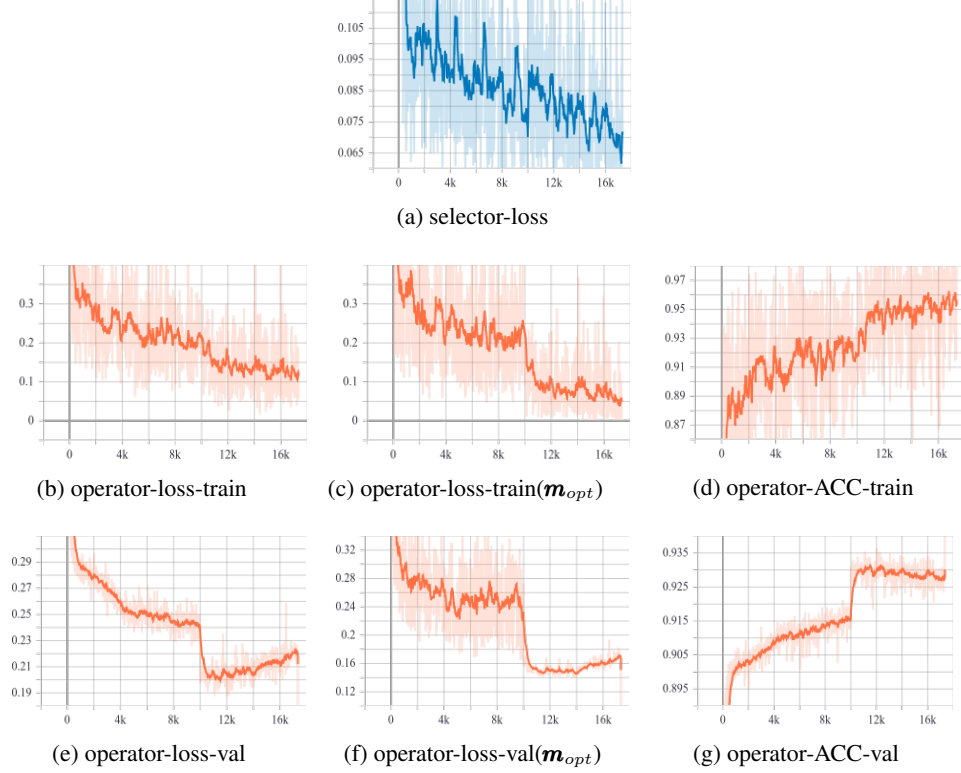 0.105
0.095
0.085
0.075
0.065
0 4k 8k 12k 16k
(a) selector-loss
0.3
0.2
0.1
0
0 4k 8k 12k 16k
(b) operator-loss-train
0.3
0.2
0.1
0
0 4k 8k 12k 16k
(c) operator-loss-train(m_opt)
0.97
0.95
0.93
0.91
0.89
0.87
0 4k 8k 12k 16k
(d) operator-ACC-train
0.29
0.27
0.25
0.23
0.21
0.19
0 4k 8k 12k 16k
(e) operator-loss-val
0.32
0.28
0.24
0.2
0.16
0.12
0 4k 8k 12k 16k
(f) operator-loss-val(m_opt)
0.935
0.925
0.915
0.905
0.895
0 4k 8k 12k 16k
(g) operator-ACC-val